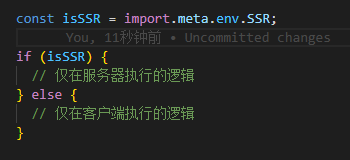 const isSSR = import.meta.env.SSR;
You, 11秒钟前 • Uncommitted changes
if (isSSR) {
// 仅在服务器执行的逻辑
} else {
// 仅在客户端执行的逻辑
}